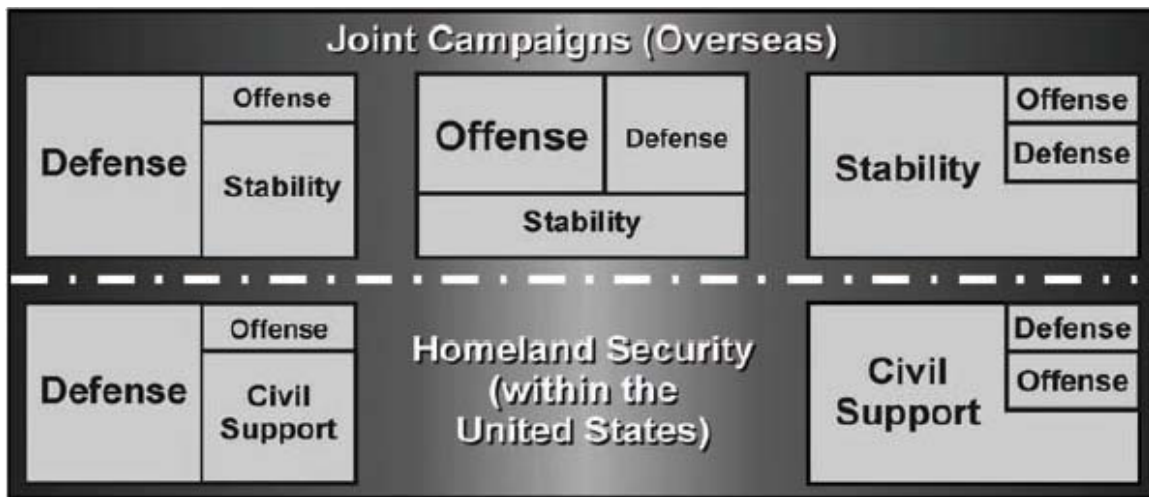 Joint Campaigns (Overseas)
Defense
Offense
Stability
Offense
Defense
Stability
Stability
Offense
Defense
Defense
Offense
Civil
Support
Homeland Security
(within the
United States)
Civil
Support
Defense
Offense